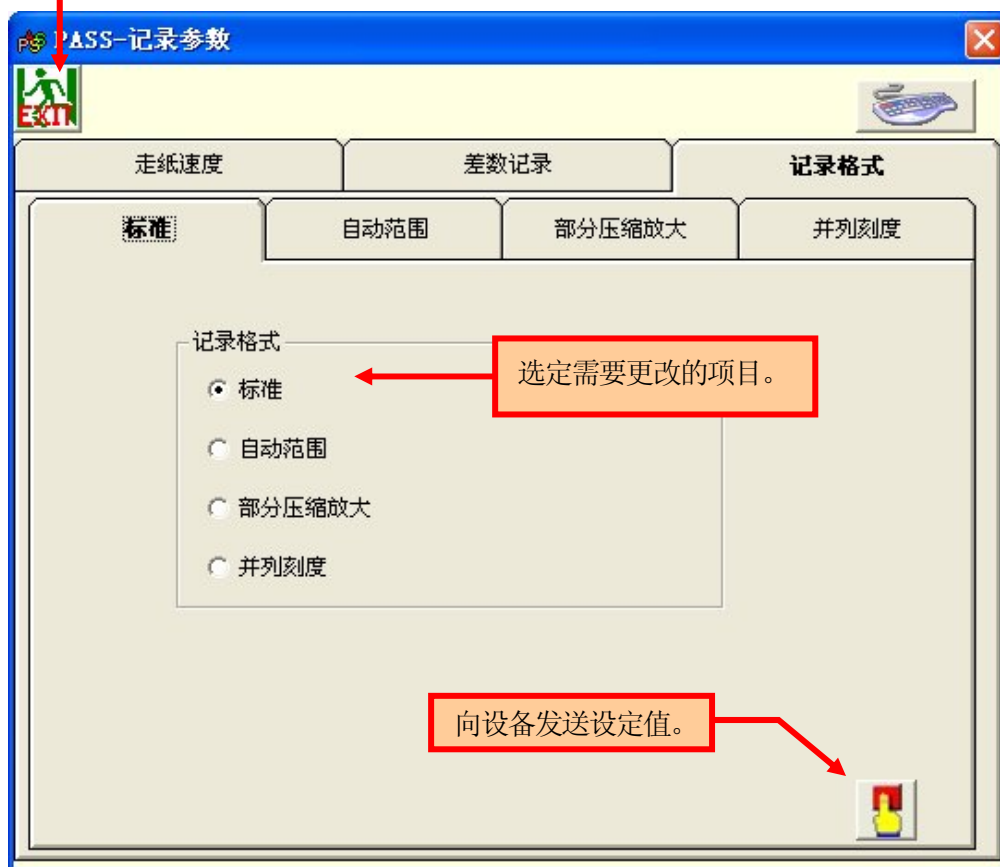 PASS-记录参数
EXIT
走纸速度
差数记录
记录格式
标准
自动范围
部分压缩放大
并列刻度
记录格式
选定需要更改的项目。
标准
自动范围
部分压缩放大
并列刻度
向设备发送设定值。